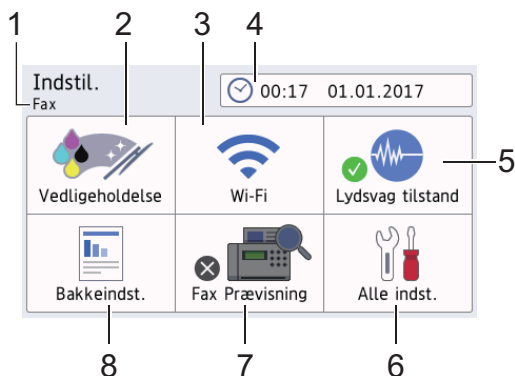 1 2 3 4
Indstil.
Fax
00:17 01.01.2017
5
Vedligeholdelse Wi-Fi Lydsvag tilstand
Bakkeindst. Fax Prævisning Alle indst.
8 7 6